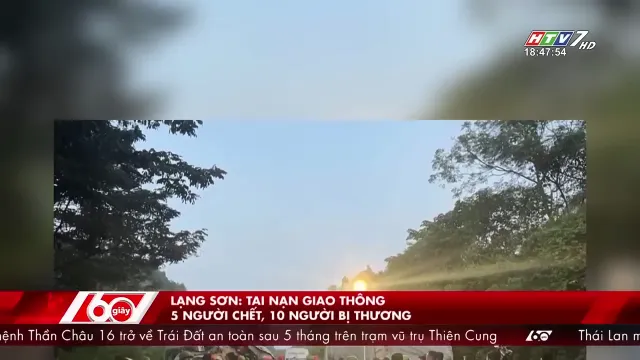 HTV7 HD
18:47:54
60 giây
LẠNG SƠN: TAI NẠN GIAO THÔNG
5 NGƯỜI CHẾT, 10 NGƯỜI BỊ THƯƠNG
mệnh Thần Châu 16 trở về Trái Đất an toàn sau 5 tháng trên trạm vũ trụ Thiên Cung
60 Thái Lan m